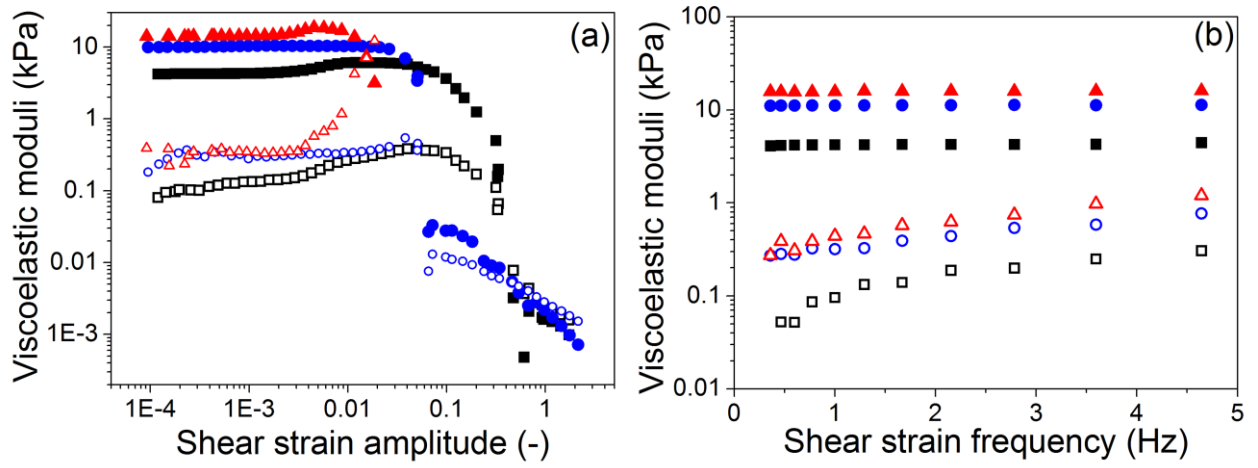 (a)
Viscoelastic moduli (kPa)
10
1
0.1
0.01
1E-3
1E-4
1E-3
0.01
0.1
1
Shear strain amplitude (-)
(b)
Viscoelastic moduli (kPa)
100
10
1
0.1
0.01
0
1
2
3
4
5
Shear strain frequency (Hz)